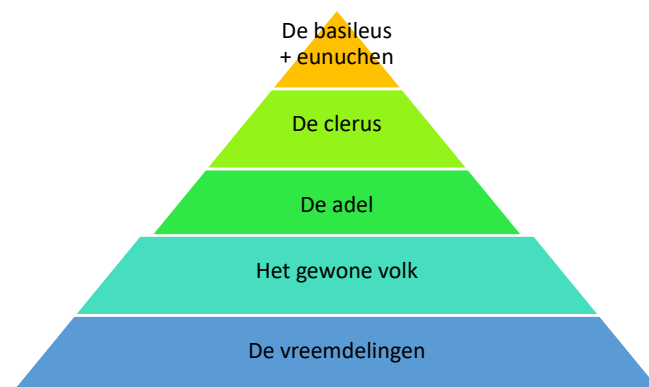 De basileus
+ eunuchen
De clerus
De adel
Het gewone volk
De vreemdelingen